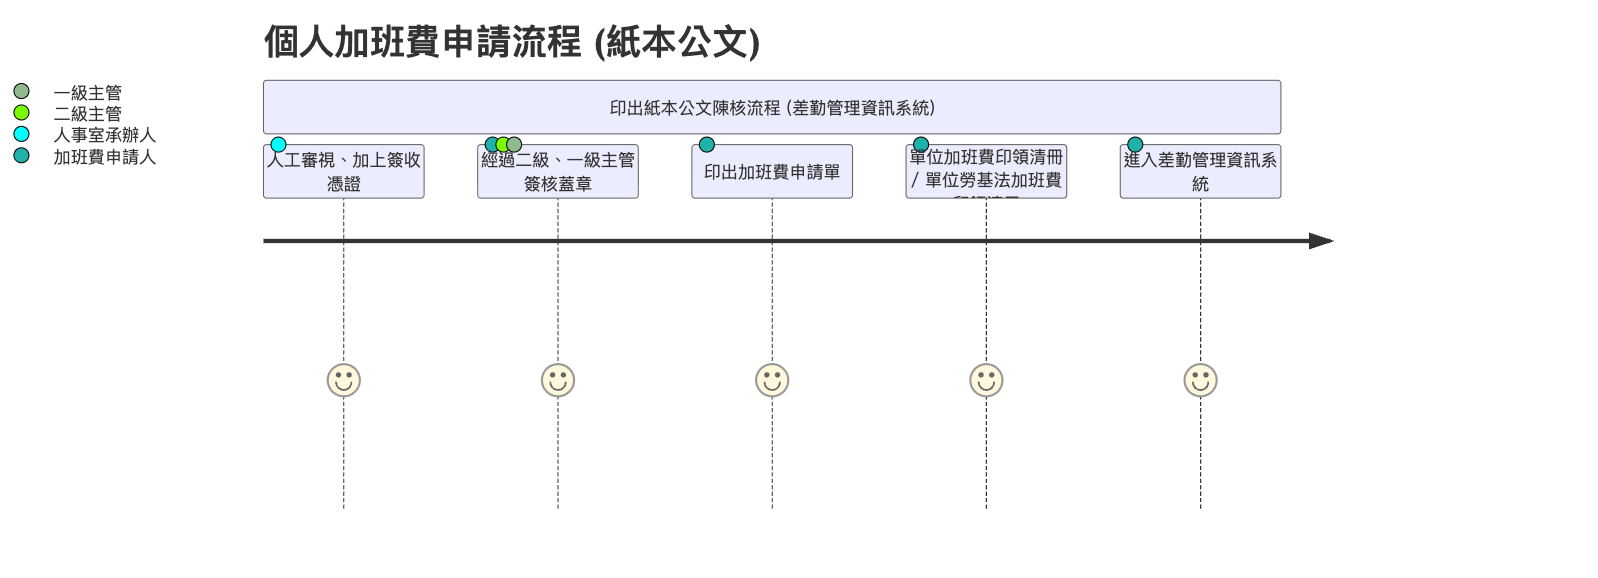 個人加班費申請流程 (紙本公文)
一級主管
二級主管
人事室承辦人
加班費申請人
印出紙本公文陳核流程 (差勤管理資訊系統)
人工審視、加上簽收
憑證
經過二級、一級主管
簽核蓋章
印出加班費申請單
單位加班費印領清冊
/ 單位勞基法加班費
進入差勤管理資訊系
統